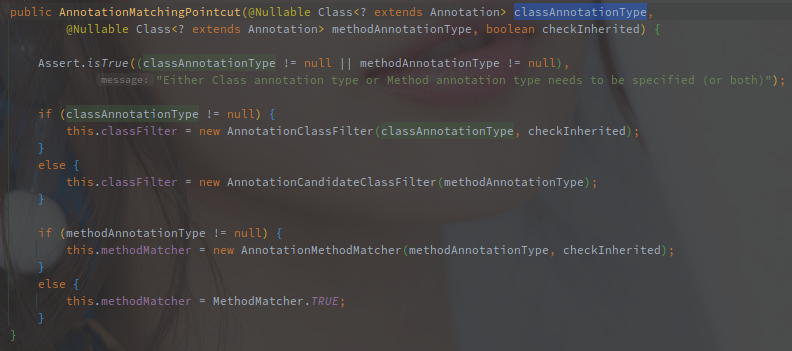 public AnnotationMatchingPointcut(@Nullable Class<? extends Annotation> classAnnotationType,
        @Nullable Class<? extends Annotation> methodAnnotationType, boolean checkInherited) {

    Assert.isTrue((classAnnotationType != null || methodAnnotationType != null),
            message: "Either Class annotation type or Method annotation type needs to be specified (or both)");

    if (classAnnotationType != null) {
        this.classFilter = new AnnotationClassFilter(classAnnotationType, checkInherited);
    }
    else {
        this.classFilter = new AnnotationCandidateClassFilter(methodAnnotationType);
    }

    if (methodAnnotationType != null) {
        this.methodMatcher = new AnnotationMethodMatcher(methodAnnotationType, checkInherited);
    }
    else {
        this.methodMatcher = MethodMatcher.TRUE;
    }
}